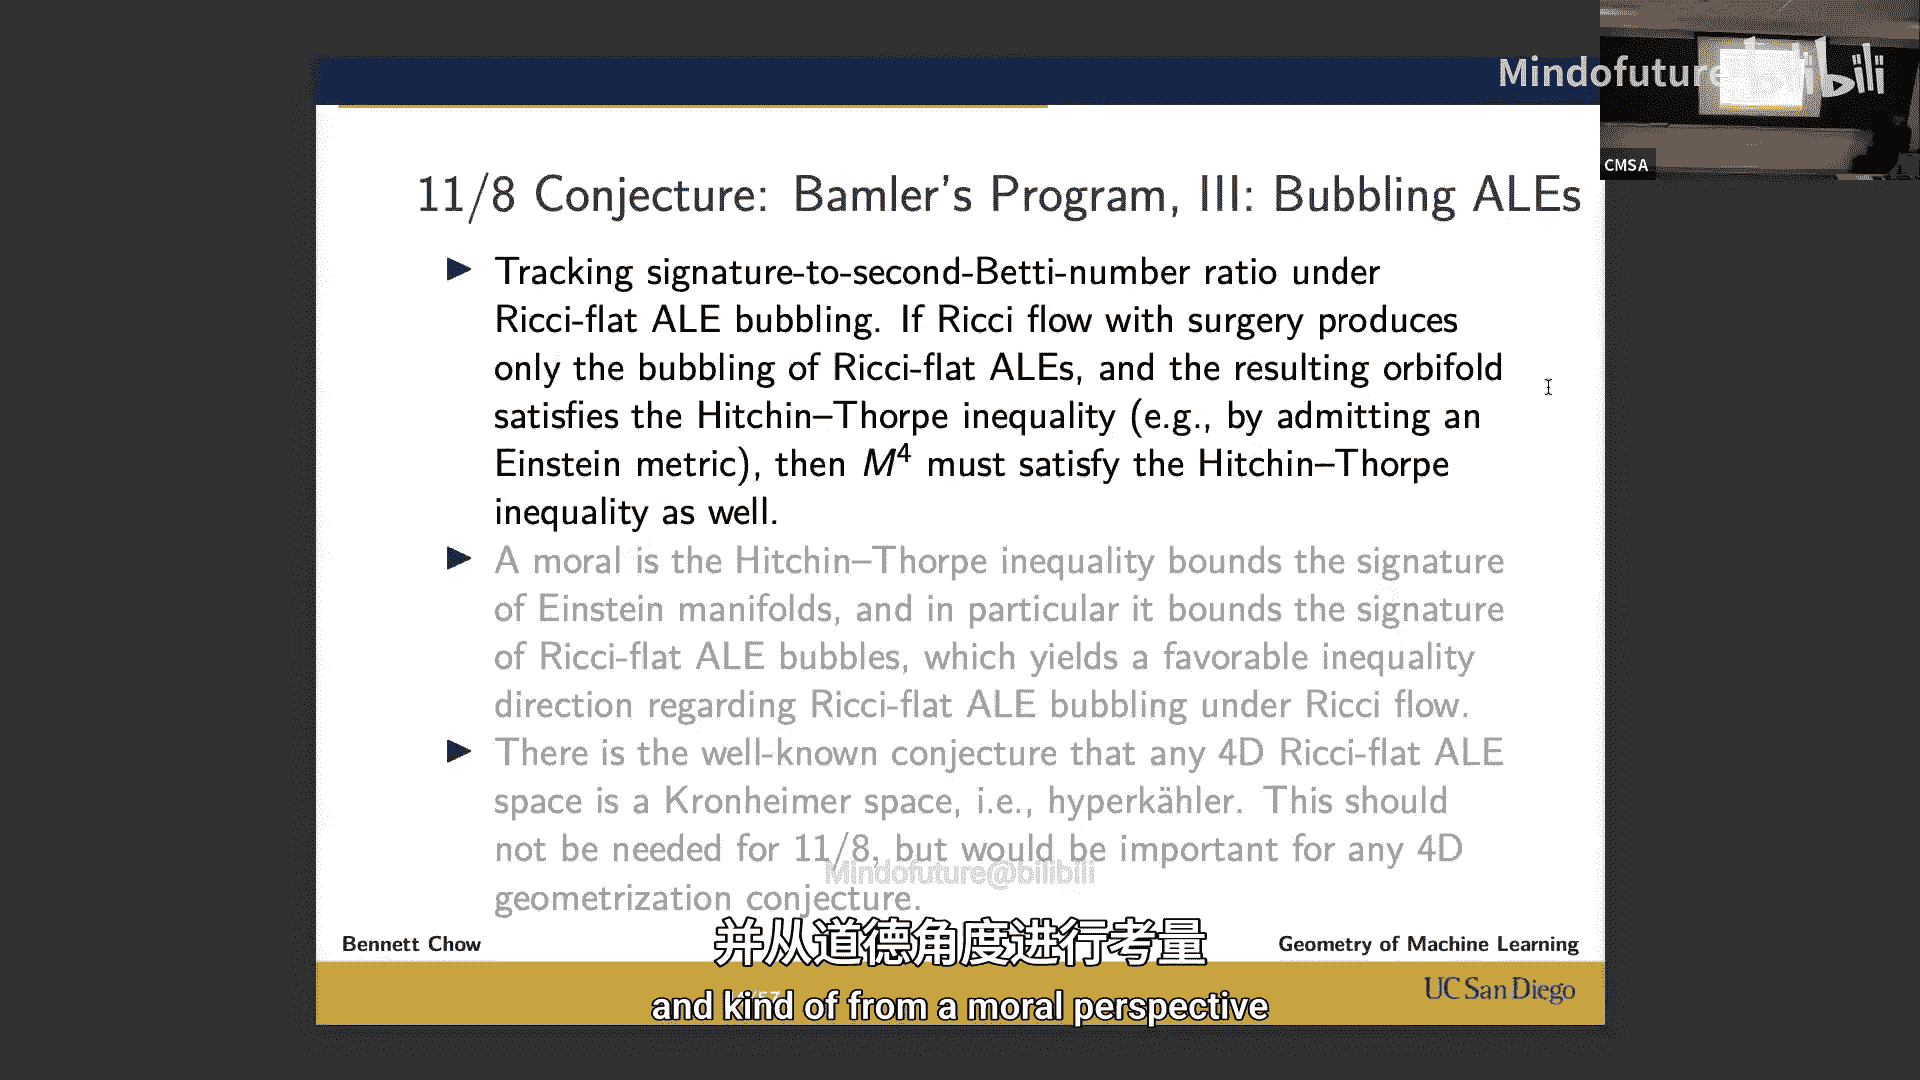 Mindofuture
bilibili
CMSA
11/8 Conjecture: Bamler's Program, III: Bubbling ALEs
Tracking signature-to-second-Betti-number ratio under
Ricci-flat ALE bubbling. If Ricci flow with surgery produces
only the bubbling of Ricci-flat ALEs, and the resulting orbifold
satisfies the Hitchin–Thorpe inequality (e.g., by admitting an
Einstein metric), then M⁴ must satisfy the Hitchin–Thorpe
inequality as well.
A moral is the Hitchin–Thorpe inequality bounds the signature
of Einstein manifolds, and in particular it bounds the signature
of Ricci-flat ALE bubbles, which yields a favorable inequality
direction regarding Ricci-flat ALE bubbling under Ricci flow.
There is the well-known conjecture that any 4D Ricci-flat ALE
space is a Kronheimer space, i.e., hyperkähler. This should
not be needed for 11/8, but would be important for any 4D
Mindofuture@bilibili
geometrization conjecture.
Bennett Chow
并从道德角度进行考量
Geometry of Machine Learning
and kind of from a moral perspective
UC San Diego